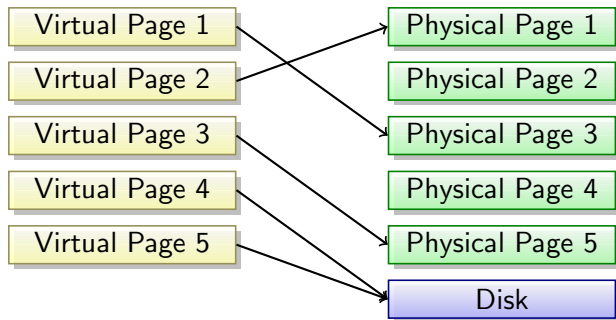 Virtual Page 1
Virtual Page 2
Virtual Page 3
Virtual Page 4
Virtual Page 5
Physical Page 1
Physical Page 2
Physical Page 3
Physical Page 4
Physical Page 5
Disk